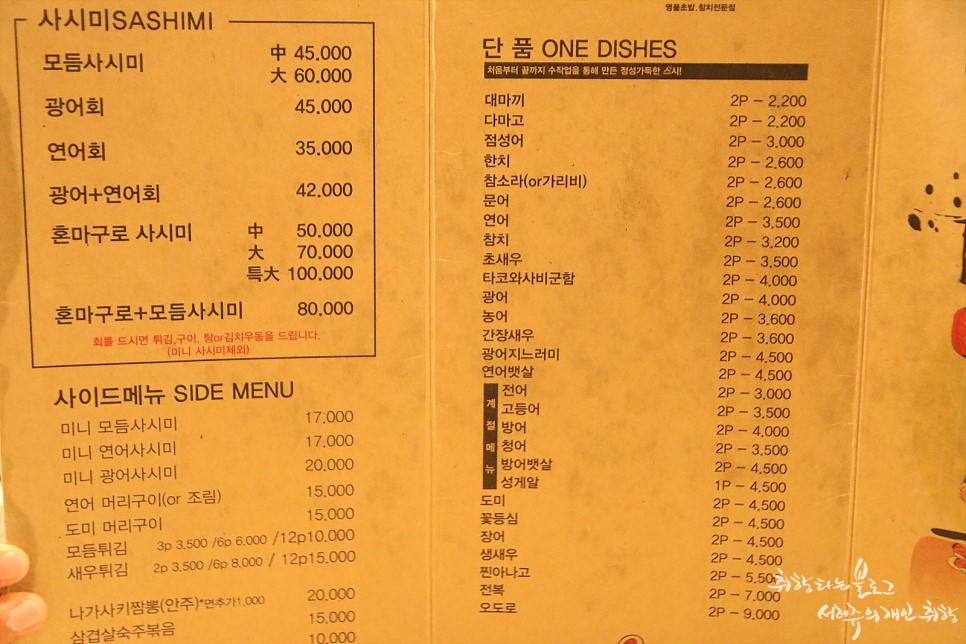 사시미SASHIMI
모듬사시미 中 45.000
大 60.000
광어회 45.000
연어회 35.000
광어+연어회 42.000
혼마구로 사시미 中 50.000
大 70.000
특大 100.000
혼마구로+모듬사시미 80.000
회를 드시면 튀김,구이, 탕or김치우동을 드립니다.
(미니 사시미제외)
사이드메뉴 SIDE MENU
미니 모듬사시미 17,000
미니 연어사시미 17,000
미니 광어사시미 20,000
연어 머리구이(or 조림) 15,000
도미 머리구이 15,000
모듬튀김 3p 3,500 /6p 6,000 /12p10,000
새우튀김 2p 3,500 /6p 8,000 / 12p15,000
나가사키짬뽕(안주)*면추가1,000 20,000
삼겹살숙주볶음 15,000
10,000
명품초밥.참치전문점
단 품 ONE DISHES
처음부터 끝까지 수작업을 통해 만든 정성가득한 스시!
대마끼 2P - 2,200
다마고 2P - 2,200
점성어 2P - 3,000
한치 2P - 2,600
참소라(or가리비) 2P - 2,600
문어 2P - 2,600
연어 2P - 3,500
참치 2P - 3,200
초새우 2P - 3,500
타코와사비군함 2P - 4,000
광어 2P - 4,000
농어 2P - 3,600
간장새우 2P - 3,600
광어지느러미 2P - 4,500
연어뱃살 2P - 4,500
계절메뉴
전어 2P - 3,000
고등어 2P - 3,500
방어 2P - 4,000
청어 2P - 3,500
방어뱃살 2P - 4,500
성게알 1P - 4,500
도미 2P - 4,500
꽃등심 2P - 4,500
장어 2P - 4,500
생새우 2P - 4,500
찐아나고 2P - 5,500
전복 2P - 7,000
오도로 2P - 9,000
취향타는 블로그
의 개인 취향